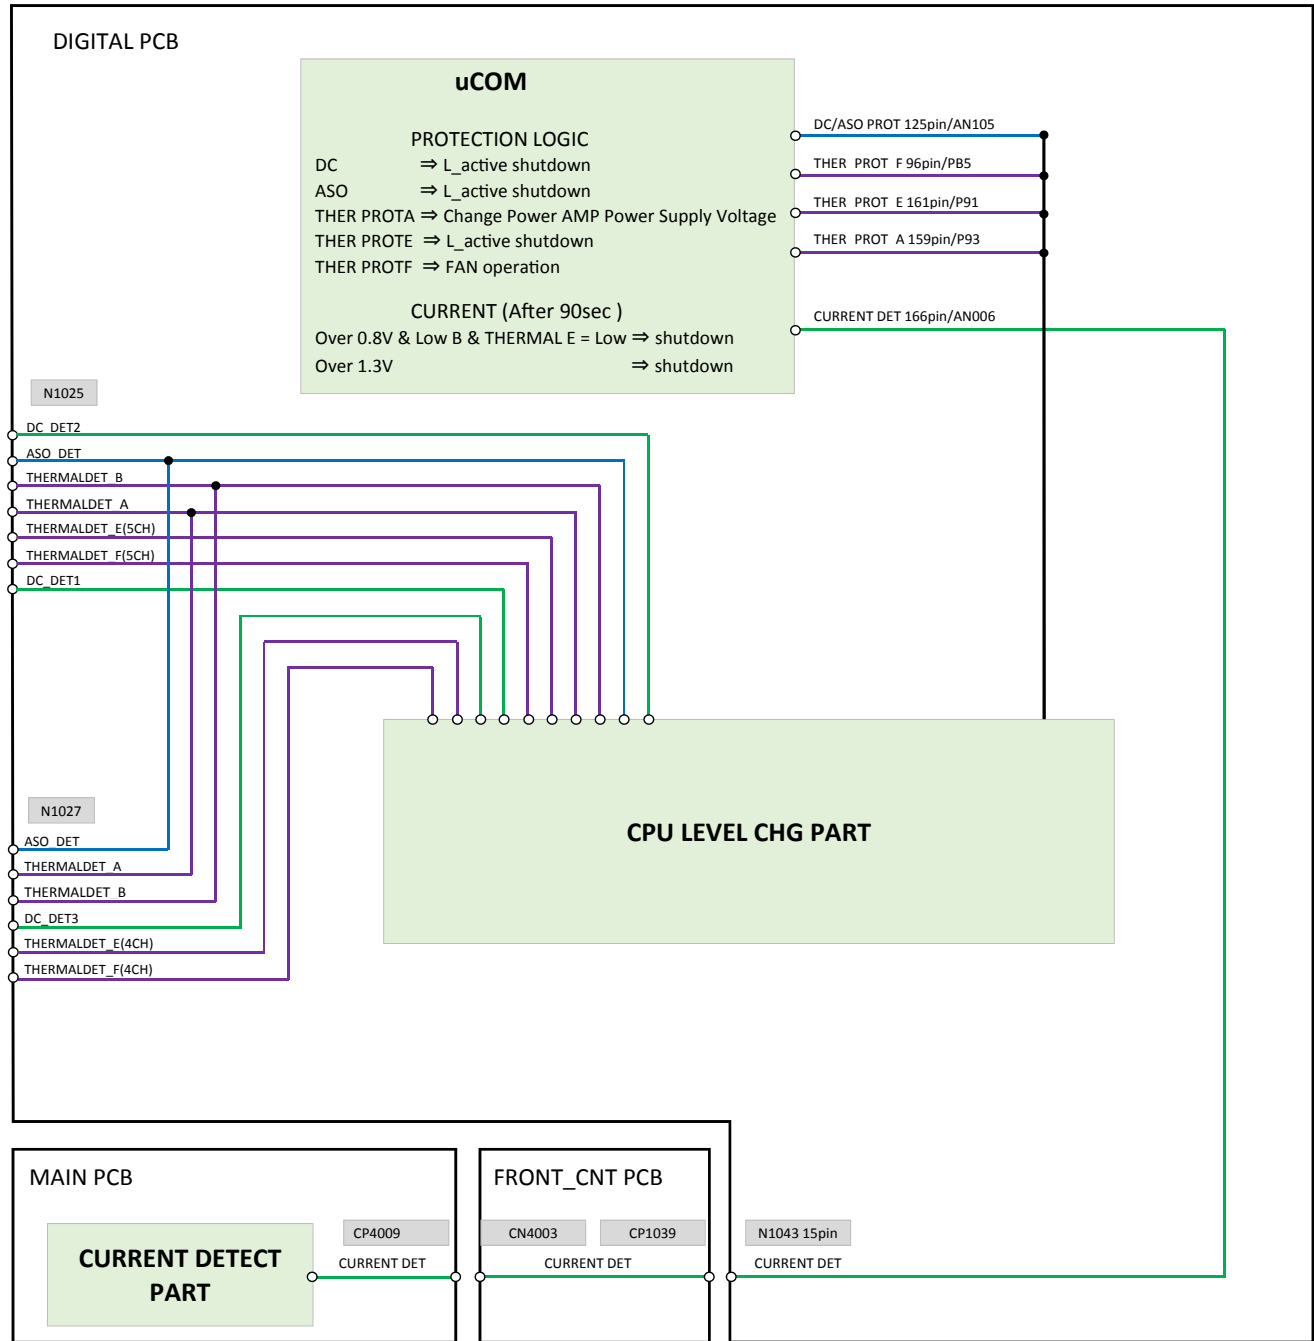 DIGITAL PCB
uCOM
PROTECTION LOGIC
DC ⇒ L_active shutdown
ASO ⇒ L_active shutdown
THER PROTA ⇒ Change Power AMP Power Supply Voltage
THER PROTE ⇒ L_active shutdown
THER PROTF ⇒ FAN operation
CURRENT (After 90sec )
Over 0.8V & Low B & THERMAL E = Low ⇒ shutdown
Over 1.3V ⇒ shutdown
DC/ASO PROT 125pin/AN105
THER PROT F 96pin/PB5
THER PROT E 161pin/P91
THER PROT A 159pin/P93
CURRENT DET 166pin/AN006
N1025
DC_DET2
ASO_DET
THERMALDET_B
THERMALDET_A
THERMALDET_E(5CH)
THERMALDET_F(5CH)
DC_DET1
CPU LEVEL CHG PART
N1027
ASO_DET
THERMALDET_A
THERMALDET_B
DC_DET3
THERMALDET_E(4CH)
THERMALDET_F(4CH)
MAIN PCB
CURRENT DETECT
PART
CP4009
CURRENT DET
FRONT_CNT PCB
CN4003
CP1039
CURRENT DET
N1043 15pin
CURRENT DET